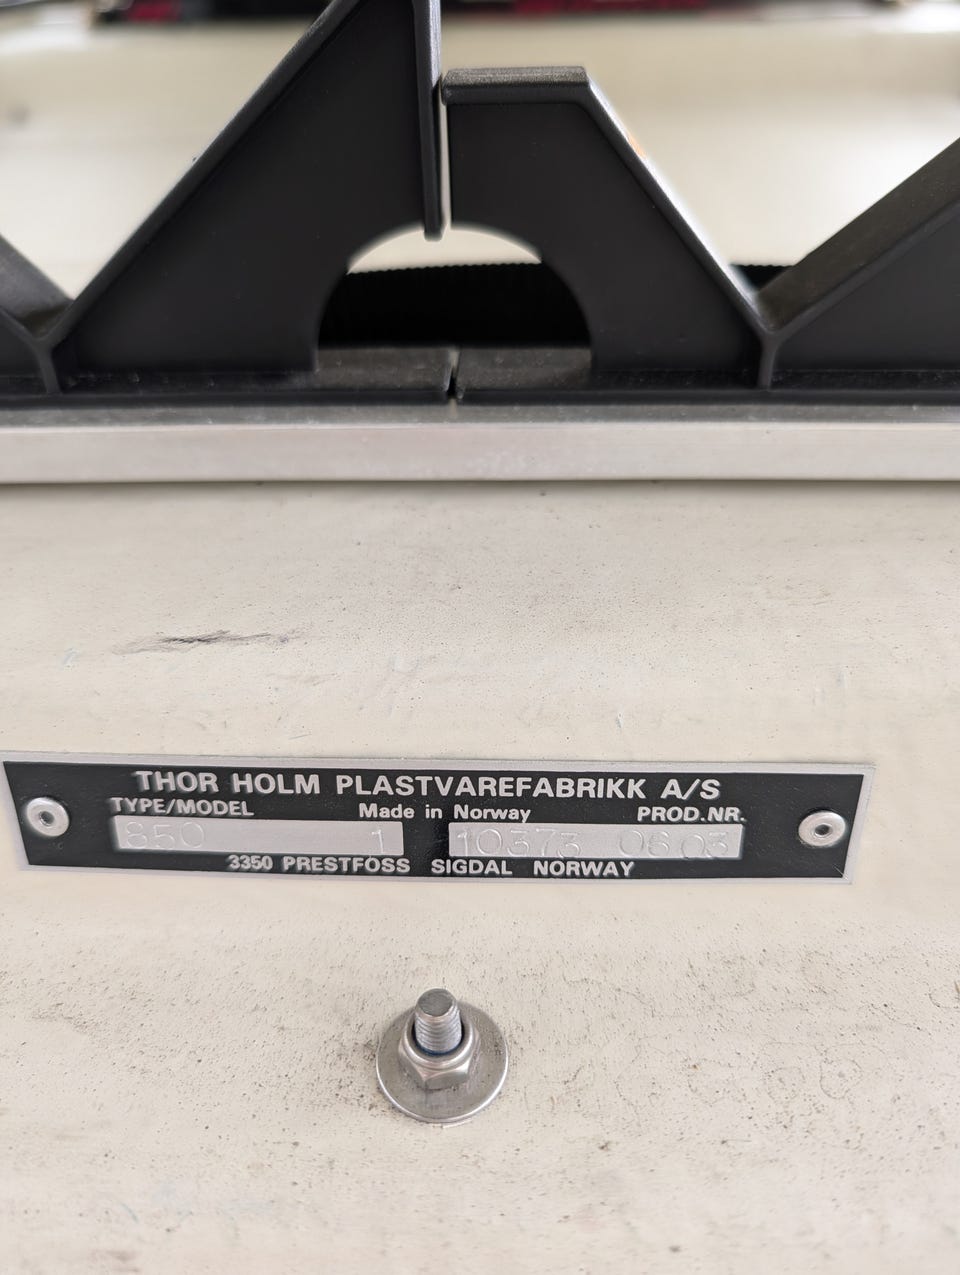 THOR HOLM PLASTVAREFABRIKK A/S
TYPE/MODEL Made in Norway PROD.NR.
850 1 10373 06 03
3350 PRESTFOSS SIGDAL NORWAY